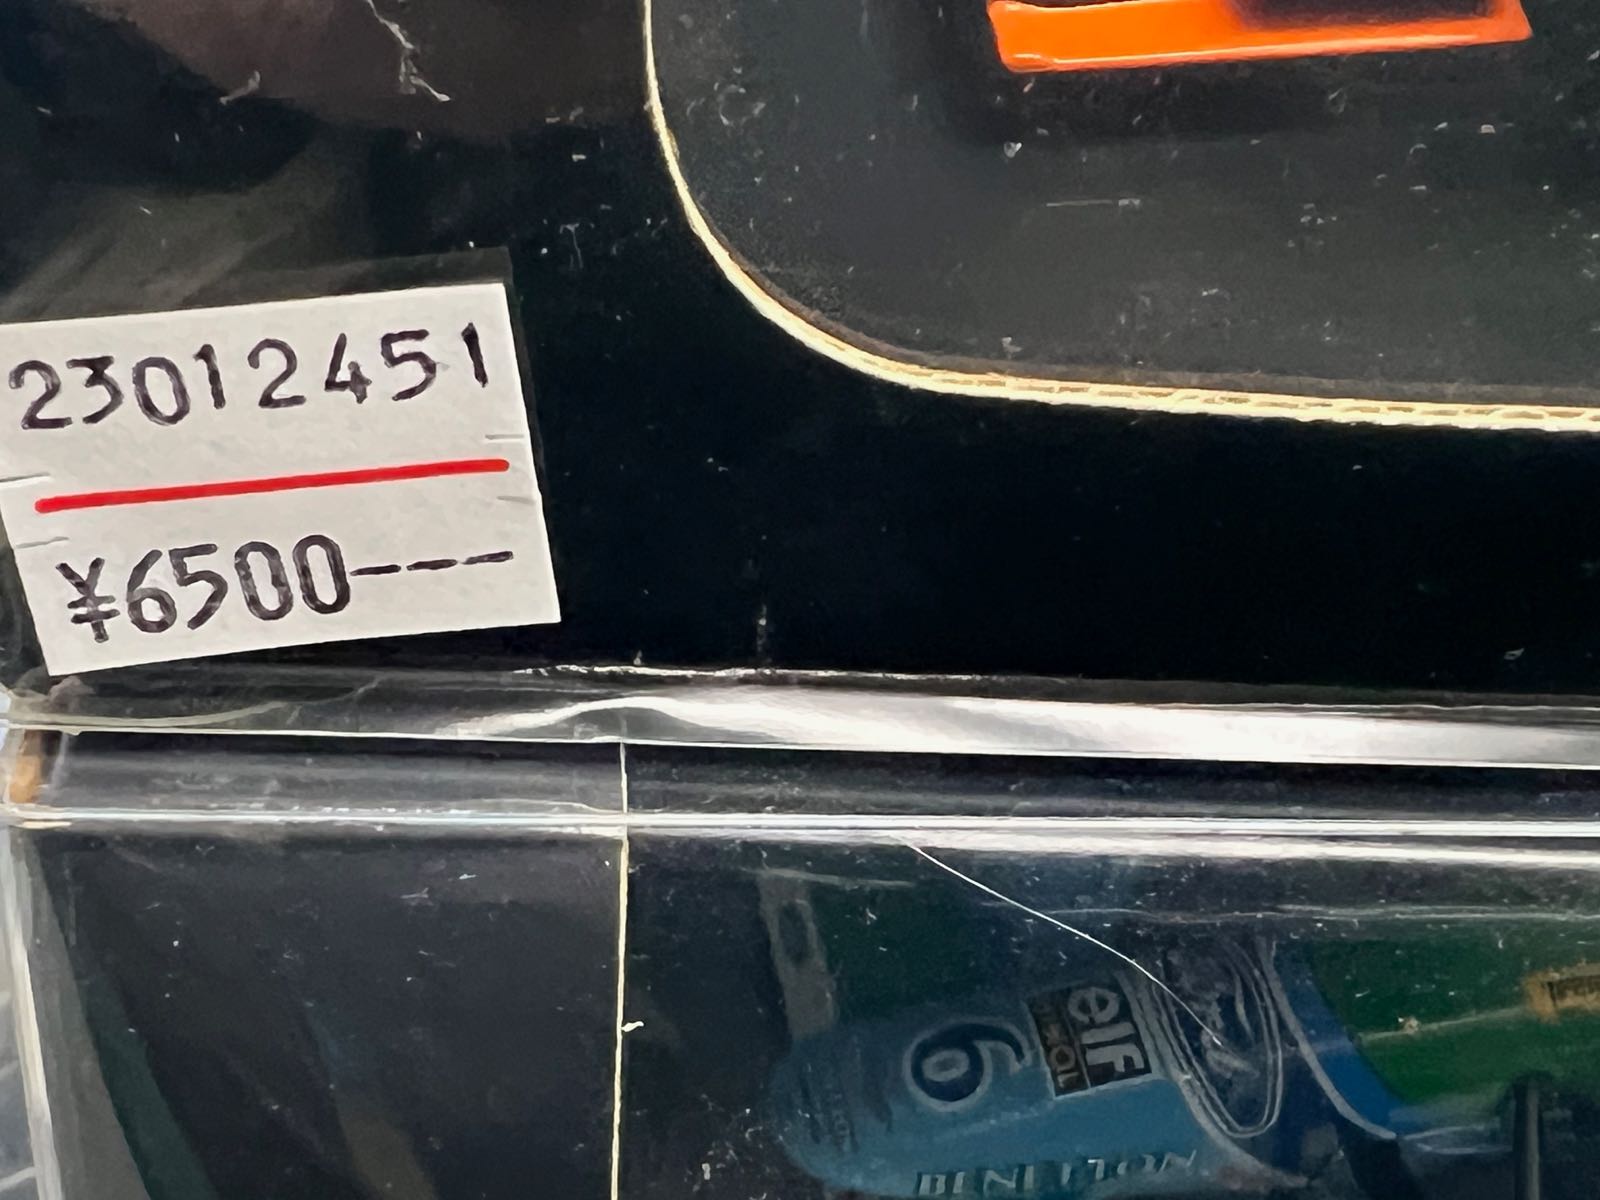 23012451
¥6500---
elf
6
BENETTON